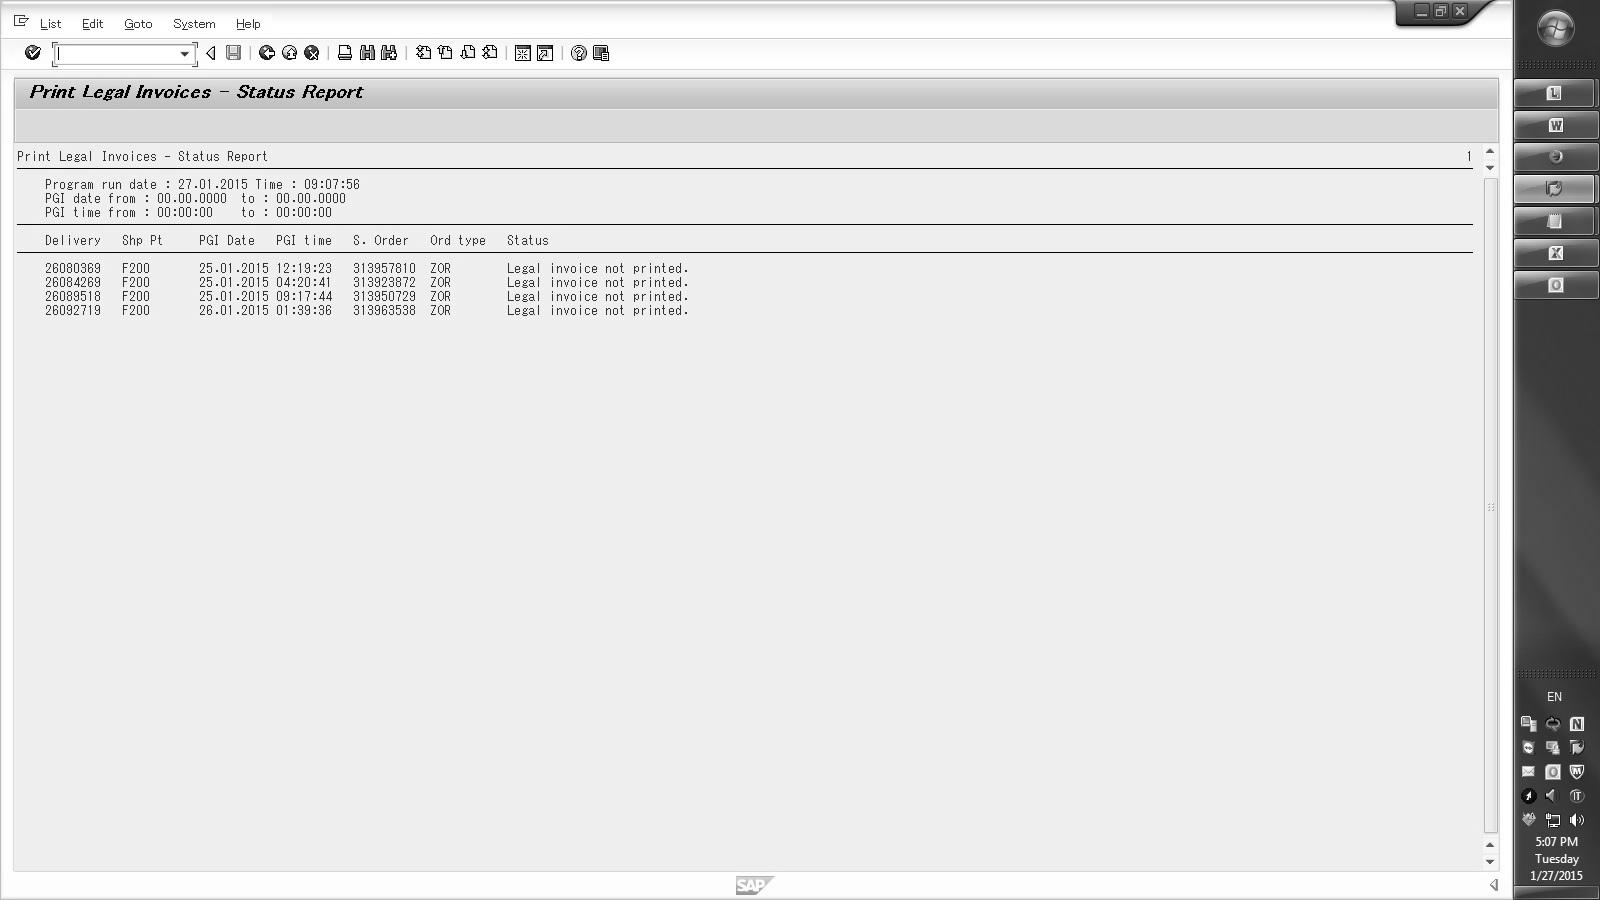 List Edit Goto System Help
Print Legal Invoices - Status Report
Print Legal Invoices - Status Report 1
Program run date : 27.01.2015 Time : 09:07:56
PGI date from : 00.00.0000 to : 00.00.0000
PGI time from : 00:00:00 to : 00:00:00
Delivery Shp Pt PGI Date PGI time S. Order Ord type Status
26080369 F200 25.01.2015 12:19:23 313957810 ZOR Legal invoice not printed.
26084269 F200 25.01.2015 04:20:41 313923872 ZOR Legal invoice not printed.
26089518 F200 25.01.2015 09:17:44 313950729 ZOR Legal invoice not printed.
26092719 F200 26.01.2015 01:39:36 313963538 ZOR Legal invoice not printed.
SAP
EN
5:07 PM
Tuesday
1/27/2015